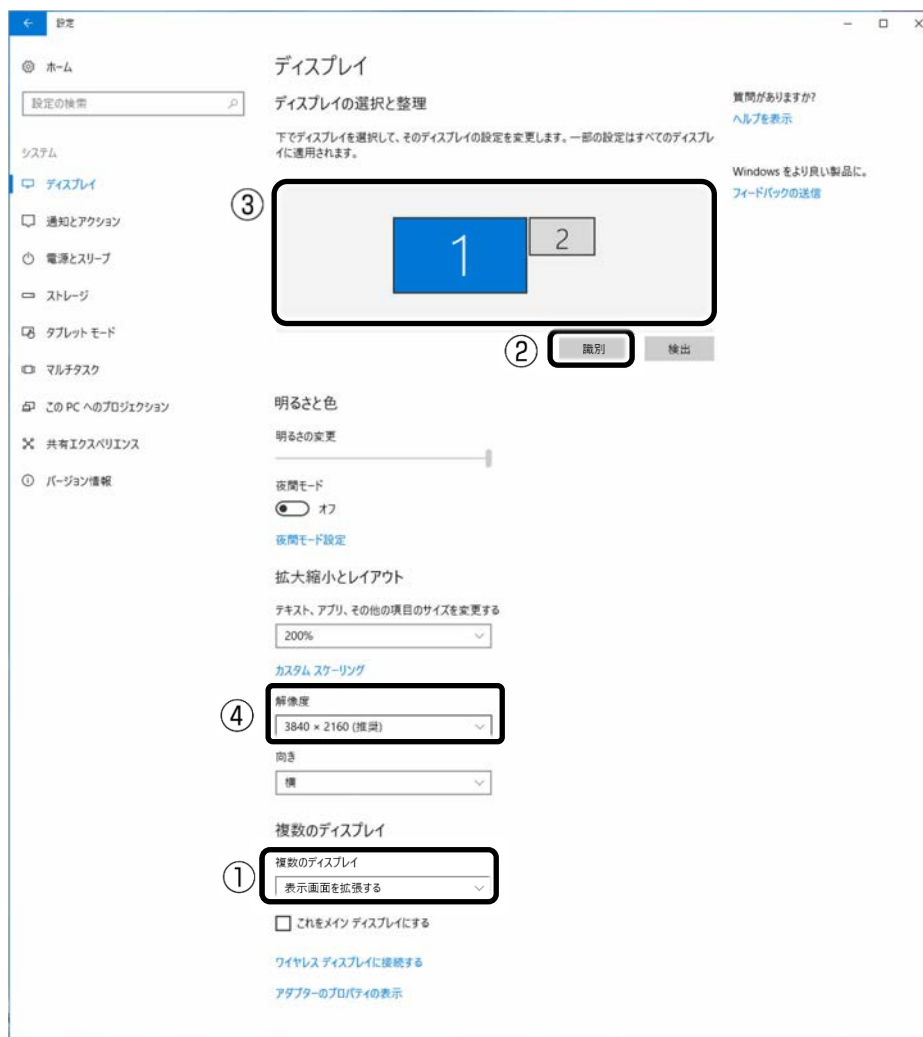 設定
ホーム
設定の検索
システム
ディスプレイ
通知とアクション
電源とスリープ
ストレージ
タブレット モード
マルチタスク
この PC へのプロジェクション
共有エクスペリエンス
バージョン情報
ディスプレイ
ディスプレイの選択と整理
下でディスプレイを選択して、そのディスプレイの設定を変更します。一部の設定はすべてのディスプレ
イに適用されます。
③
1
2
②
識別
検出
明るさと色
明るさの変更
夜間モード
オフ
夜間モード設定
拡大縮小とレイアウト
テキスト、アプリ、その他の項目のサイズを変更する
200%
カスタム スケーリング
④
解像度
3840 × 2160 (推奨)
向き
横
複数のディスプレイ
①
複数のディスプレイ
表示画面を拡張する
これをメイン ディスプレイにする
ワイヤレス ディスプレイに接続する
アダプターのプロパティの表示
質問がありますか?
ヘルプを表示
Windows をより良い製品に。
フィードバックの送信